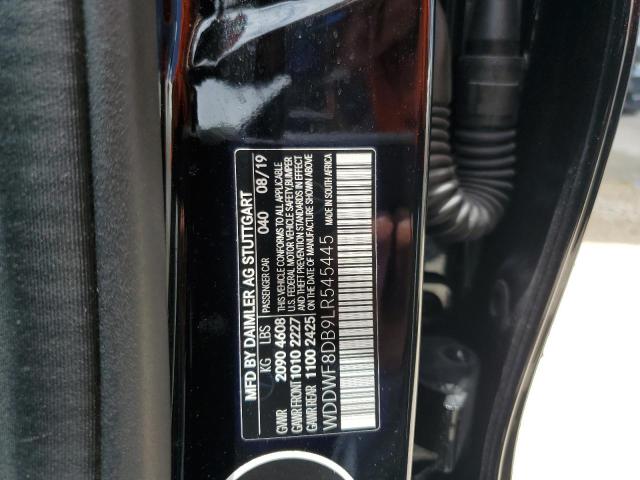 MFD BY DAIMLER AG STUTTGART
KG LBS PASSENGER CAR 040 08/19
GVWR 2090 4608 THIS VEHICLE CONFORMS TO ALL APPLICABLE
GAWR FRONT 1010 2227 U.S. FEDERAL MOTOR VEHICLE SAFETY, BUMPER
GAWR REAR 1100 2425 AND THEFT PREVENTION STANDARDS IN EFFECT
ON THE DATE OF MANUFACTURE SHOWN ABOVE
WDDWF8DB9LR545445 MADE IN SOUTH AFRICA